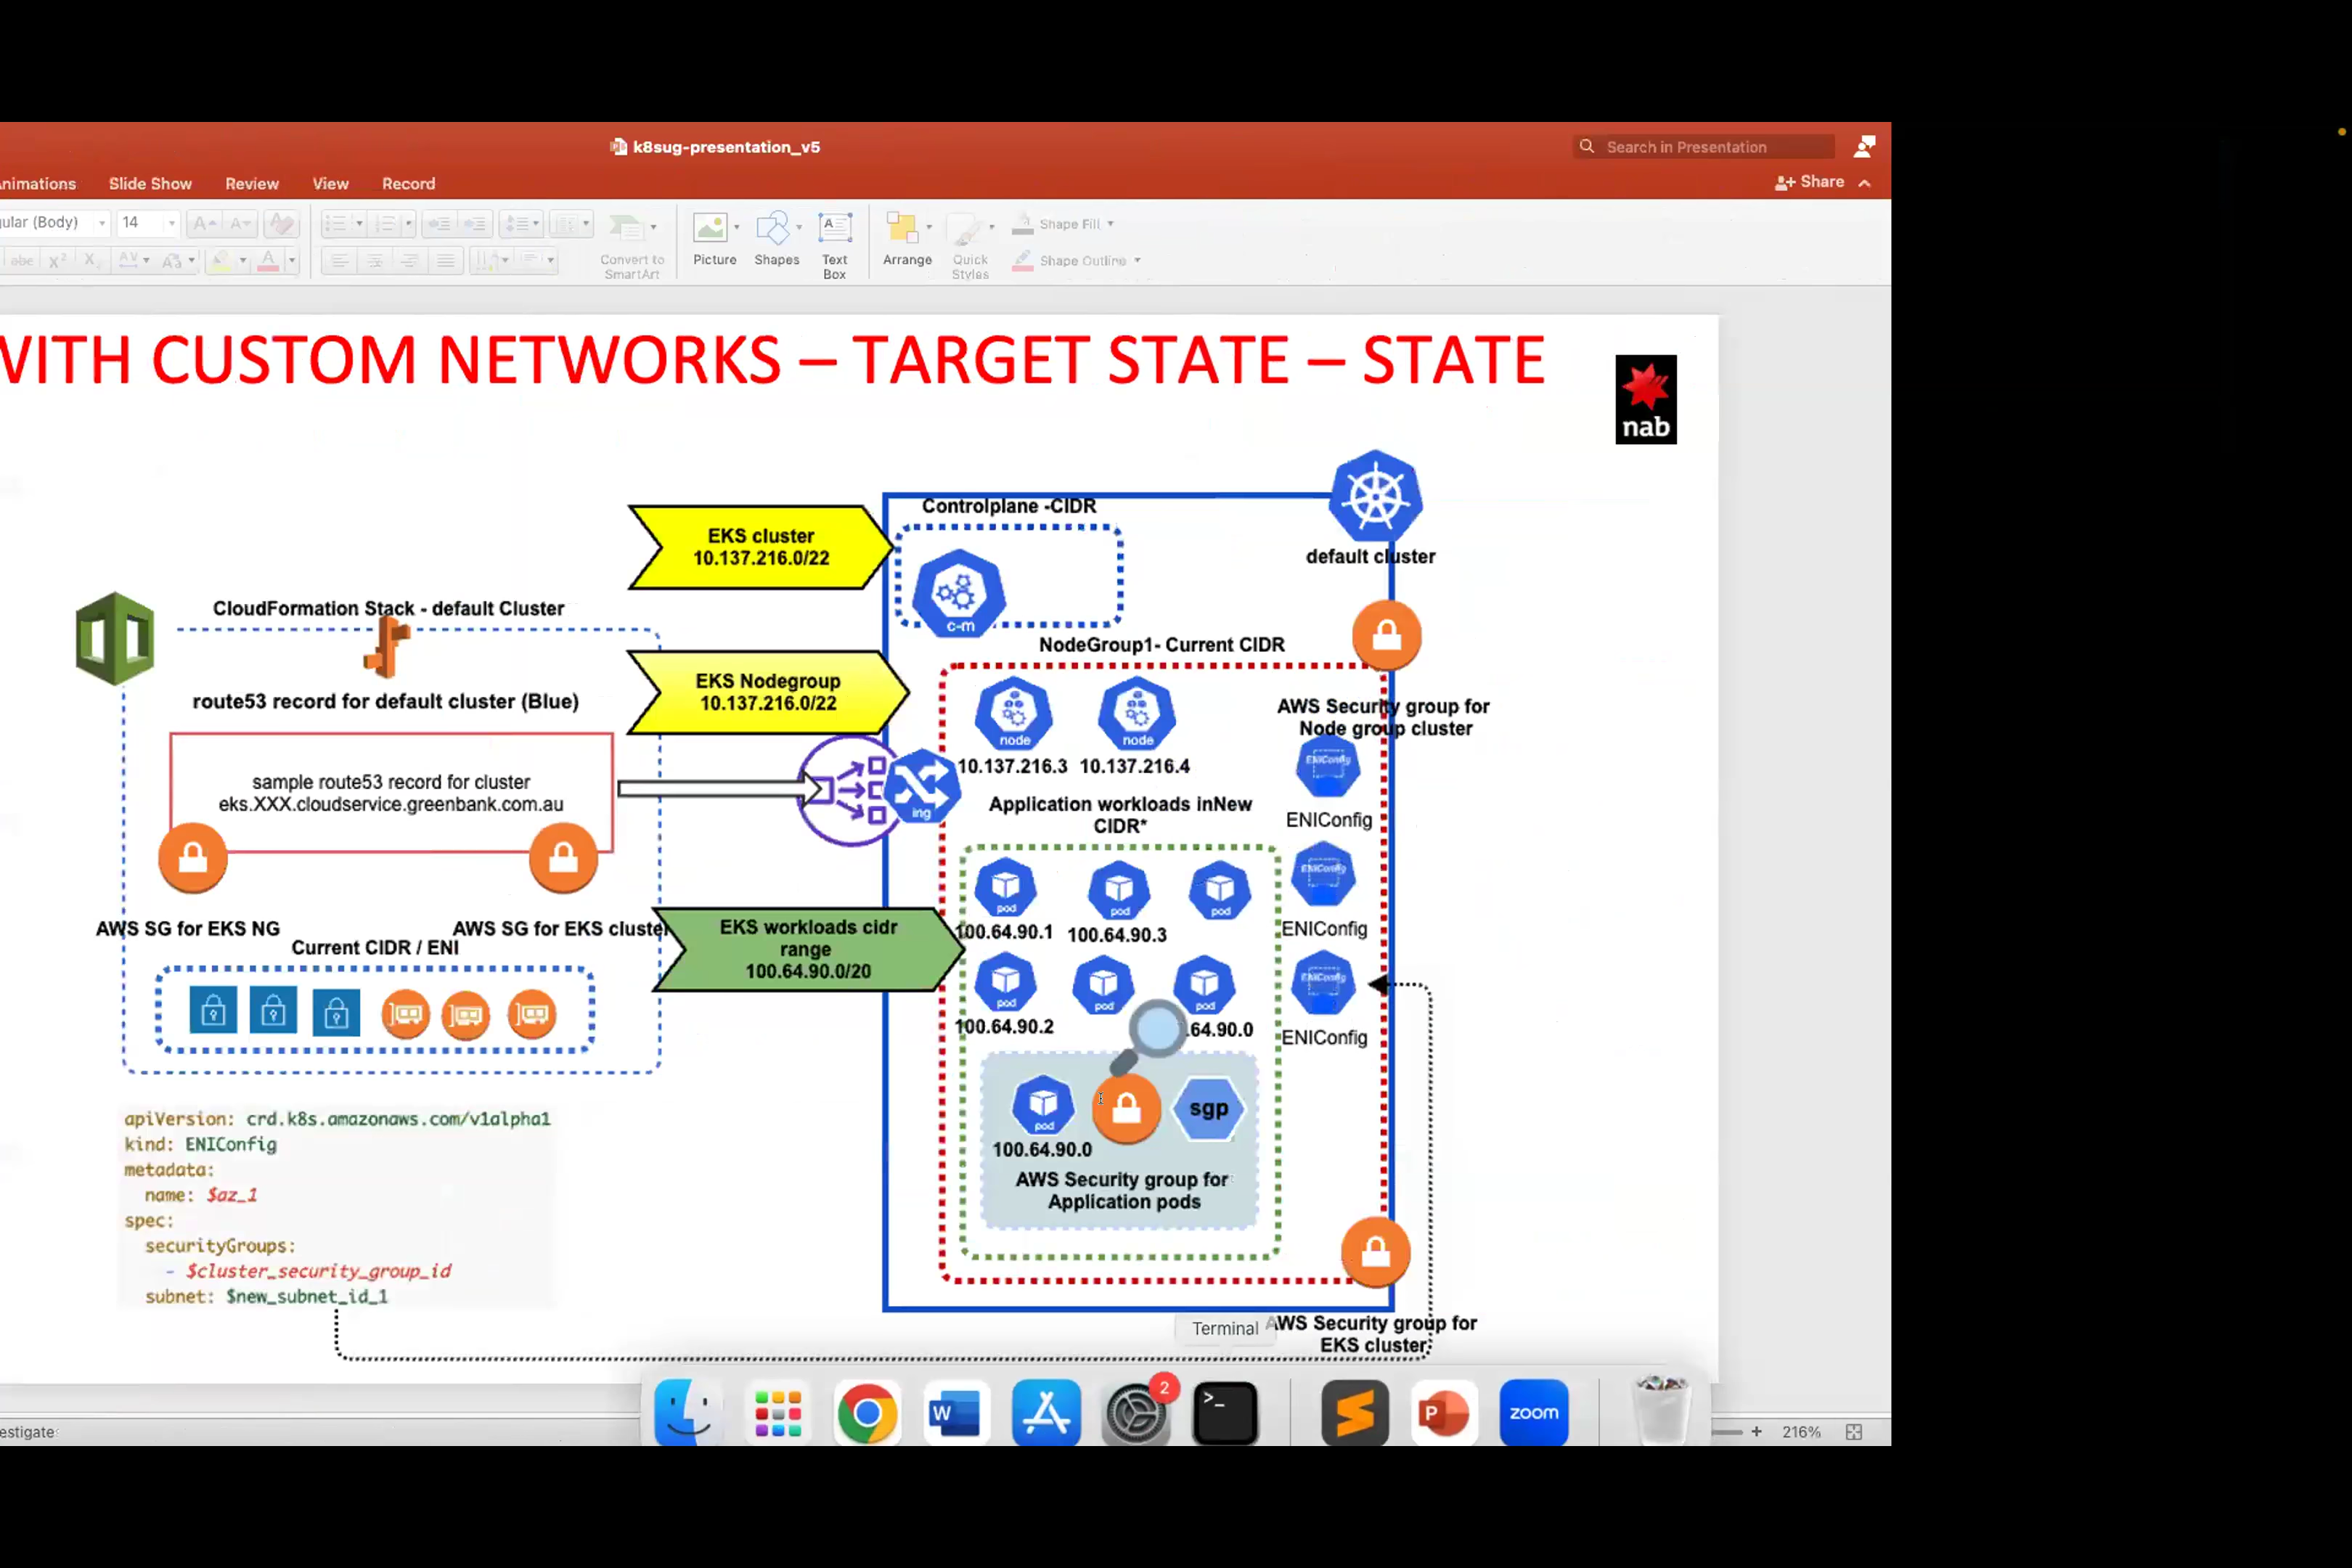 k8sug-presentation_v5
Search in Presentation
Slide Show
Review
View
Record
Share
(Body)
14
abc
X²
X₂
AV
Convert to
SmartArt
Picture
Shapes
Text
Box
Arrange
Quick
Styles
Shape Fill
Shape Outline
WITH CUSTOM NETWORKS – TARGET STATE – STATE
nab
EKS cluster
10.137.216.0/22
Controlplane -CIDR
c-m
default cluster
CloudFormation Stack - default Cluster
route53 record for default cluster (Blue)
sample route53 record for cluster
eks.XXX.cloudservice.greenbank.com.au
AWS SG for EKS NG
AWS SG for EKS cluster
Current CIDR / ENI
EKS Nodegroup
10.137.216.0/22
ing
EKS workloads cidr
range
100.64.90.0/20
NodeGroup1- Current CIDR
node
node
10.137.216.3
10.137.216.4
AWS Security group for
Node group cluster
Application workloads inNew
CIDR*
ENIConfig
ENIConfig
ENIConfig
ENIConfig
ENIConfig
ENIConfig
pod
pod
pod
100.64.90.1
100.64.90.3
pod
pod
pod
100.64.90.2
.64.90.0
pod
sgp
100.64.90.0
AWS Security group for
Application pods
AWS Security group for
EKS cluster
apiVersion: crd.k8s.amazonaws.com/v1alpha1
kind: ENIConfig
metadata:
name: $az_1
spec:
securityGroups:
- $cluster_security_group_id
subnet: $new_subnet_id_1
Terminal
2
W
>_
P
zoom
216%